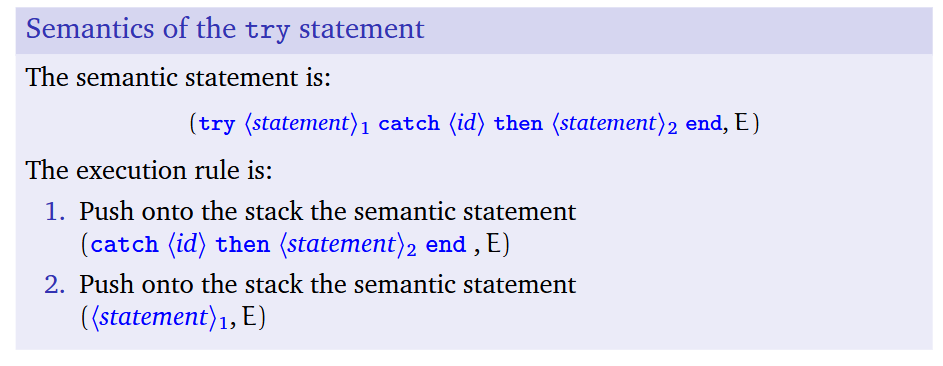 Semantics of the try statement
The semantic statement is:
(try ⟨statement⟩₁ catch ⟨id⟩ then ⟨statement⟩₂ end, E)
The execution rule is:
1. Push onto the stack the semantic statement
(catch ⟨id⟩ then ⟨statement⟩₂ end , E)
2. Push onto the stack the semantic statement
(⟨statement⟩₁, E)